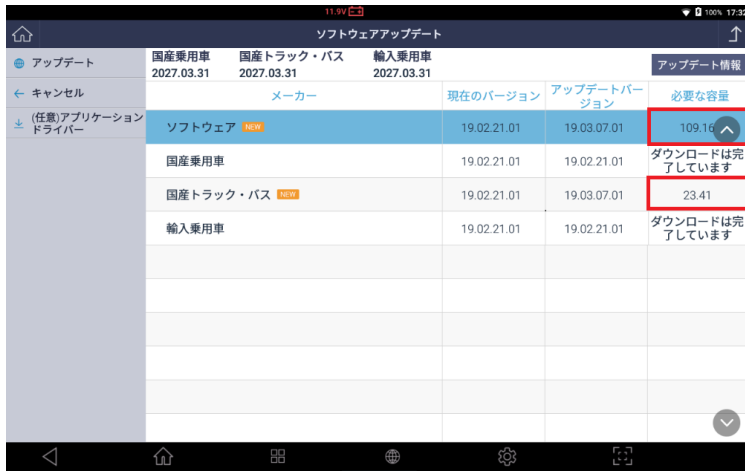 11.9V
100% 17:32
ソフトウェアアップデート
アップデート
キャンセル
(任意)アプリケーション
ドライバー
国産乗用車 国産トラック・バス 輸入乗用車
2027.03.31 2027.03.31 2027.03.31
アップデート情報
メーカー 現在のバージョン アップデートバー
ジョン 必要な容量
ソフトウェア NEW 19.02.21.01 19.03.07.01 109.16
国産乗用車 19.02.21.01 19.02.21.01 ダウンロードは完
了しています
国産トラック・バス NEW 19.02.21.01 19.03.07.01 23.41
輸入乗用車 19.02.21.01 19.02.21.01 ダウンロードは完
了しています